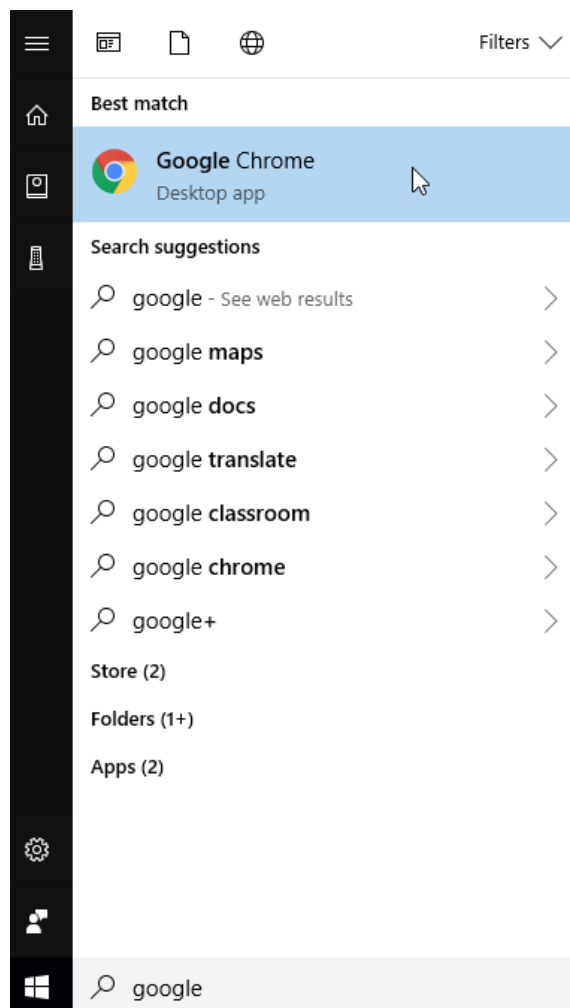 Filters
Best match
Google Chrome
Desktop app
Search suggestions
google - See web results
google maps
google docs
google translate
google classroom
google chrome
google+
Store (2)
Folders (1+)
Apps (2)
google